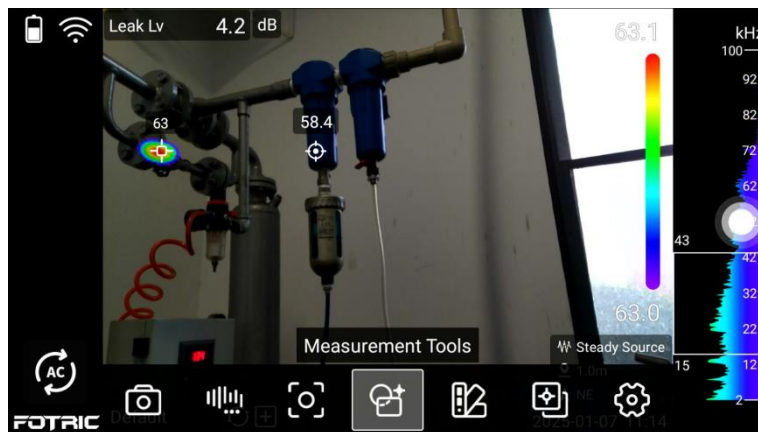 Leak Lv 4.2 dB
63.1
kHz
100
92
82
72
62
63
58.4
43
42
32
22
15
12
2
63.0
Measurement Tools
Steady Source
1.0m
NE
AC
FOTRIC
Default
2025-01-07 11:14